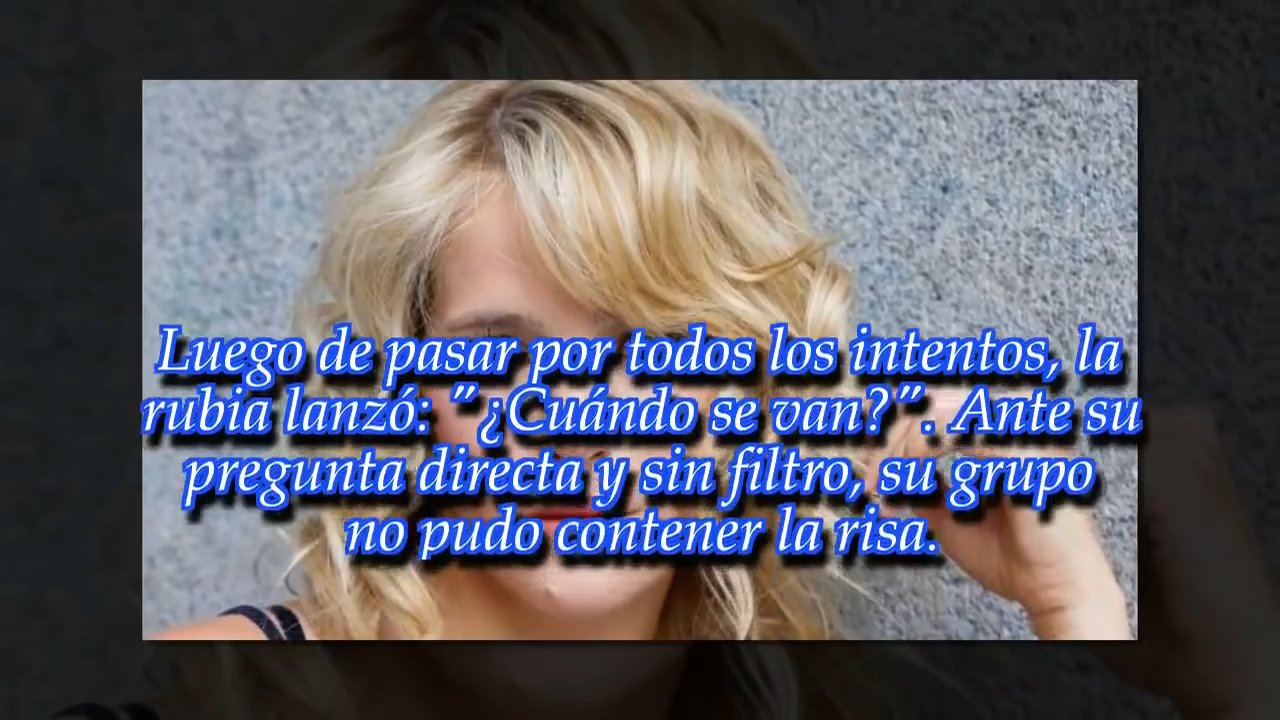 Luego de pasar por todos los intentos, la
rubia lanzó: "¿Cuándo se van?". Ante su
pregunta directa y sin filtro, su grupo
no pudo contener la risa.